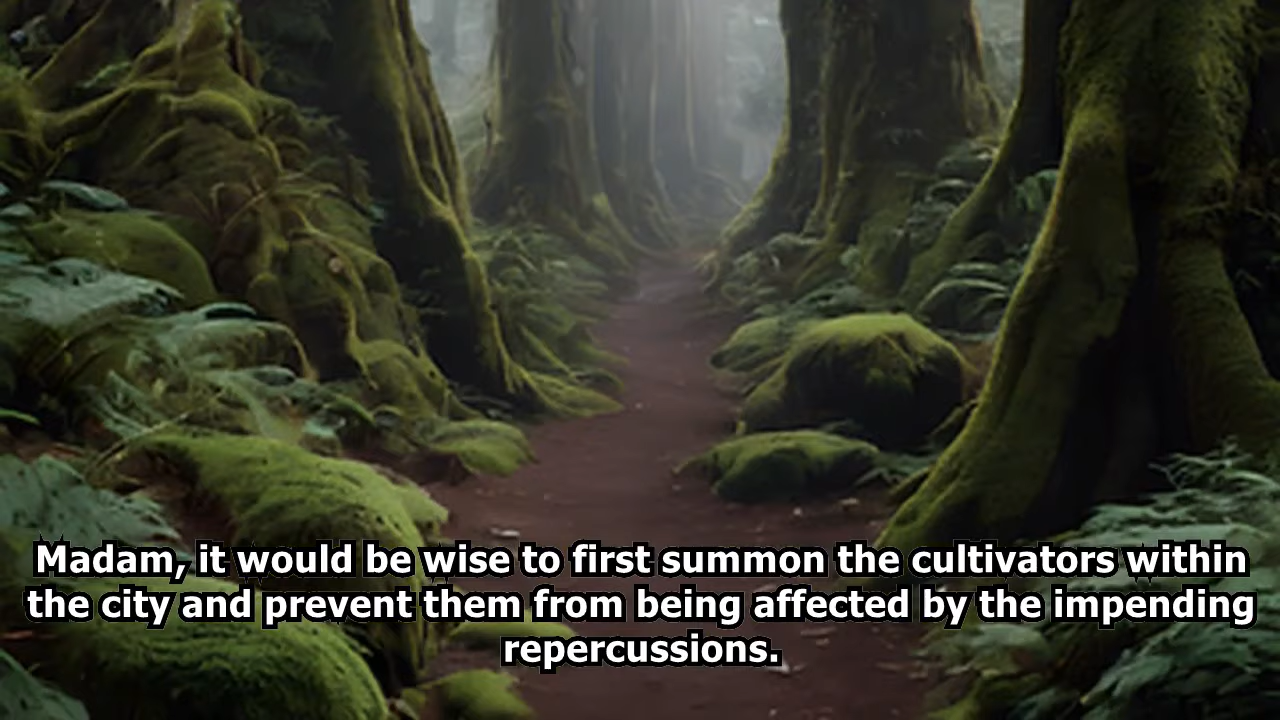 Madam, it would be wise to first summon the cultivators within
the city and prevent them from being affected by the impending
repercussions.